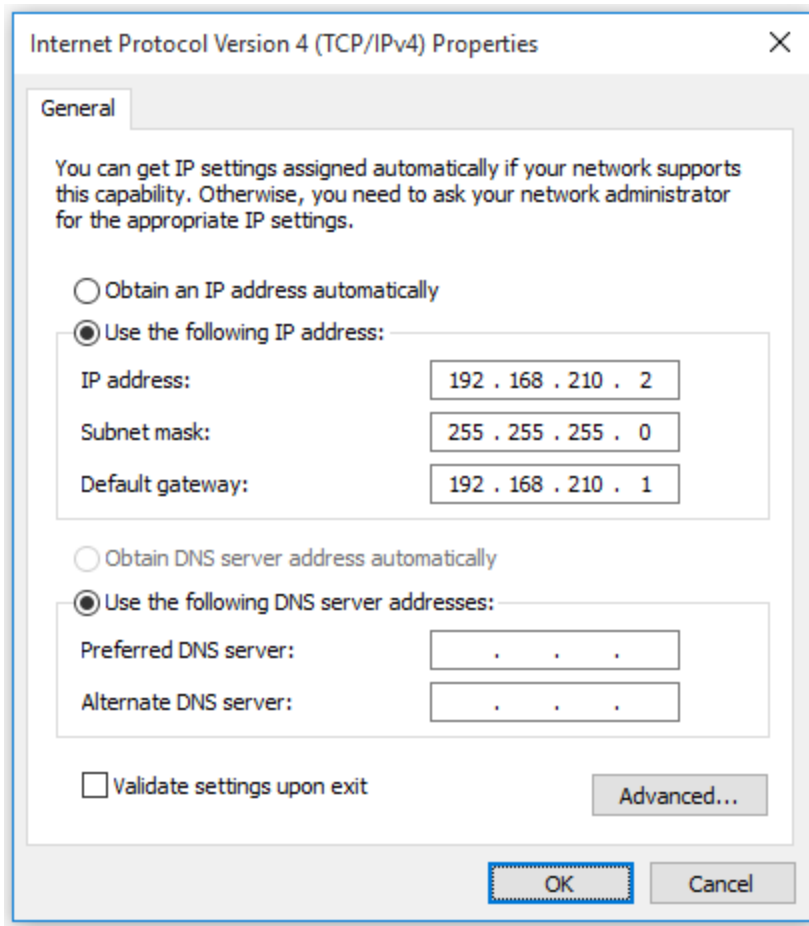 Internet Protocol Version 4 (TCP/IPv4) Properties
General
You can get IP settings assigned automatically if your network supports
this capability. Otherwise, you need to ask your network administrator
for the appropriate IP settings.
Obtain an IP address automatically
Use the following IP address:
IP address: 192 . 168 . 210 . 2
Subnet mask: 255 . 255 . 255 . 0
Default gateway: 192 . 168 . 210 . 1
Obtain DNS server address automatically
Use the following DNS server addresses:
Preferred DNS server: . . .
Alternate DNS server: . . .
Validate settings upon exit
Advanced...
OK Cancel